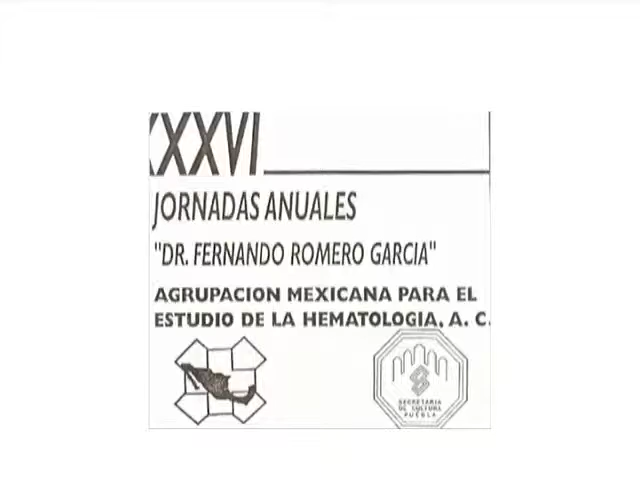 XXXVI
JORNADAS ANUALES
"DR. FERNANDO ROMERO GARCIA"
AGRUPACION MEXICANA PARA EL
ESTUDIO DE LA HEMATOLOGIA, A. C.
SECRETARIA
DE CULTURA
PUEBLA